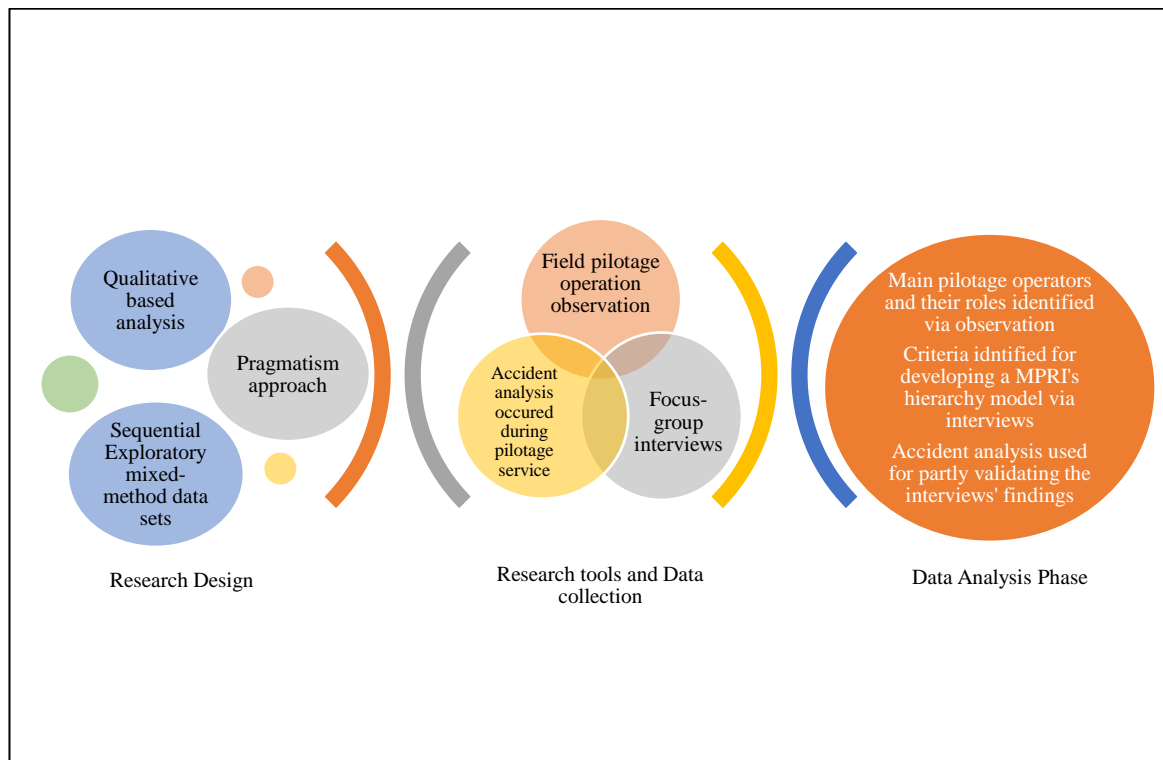 Qualitative
based
analysis
Pragmatism
approach
Sequential
Exploratory
mixed-
method data
sets
Research Design
Field pilotage
operation
observation
Accident
analysis
occured
during
pilotage
service
Focus-
group
interviews
Research tools and Data
collection
Main pilotage operators
and their roles identified
via observation
Criteria idntified for
developing a MPRI's
hierarchy model via
interviews
Accident analysis used
for partly validating the
interviews' findings
Data Analysis Phase